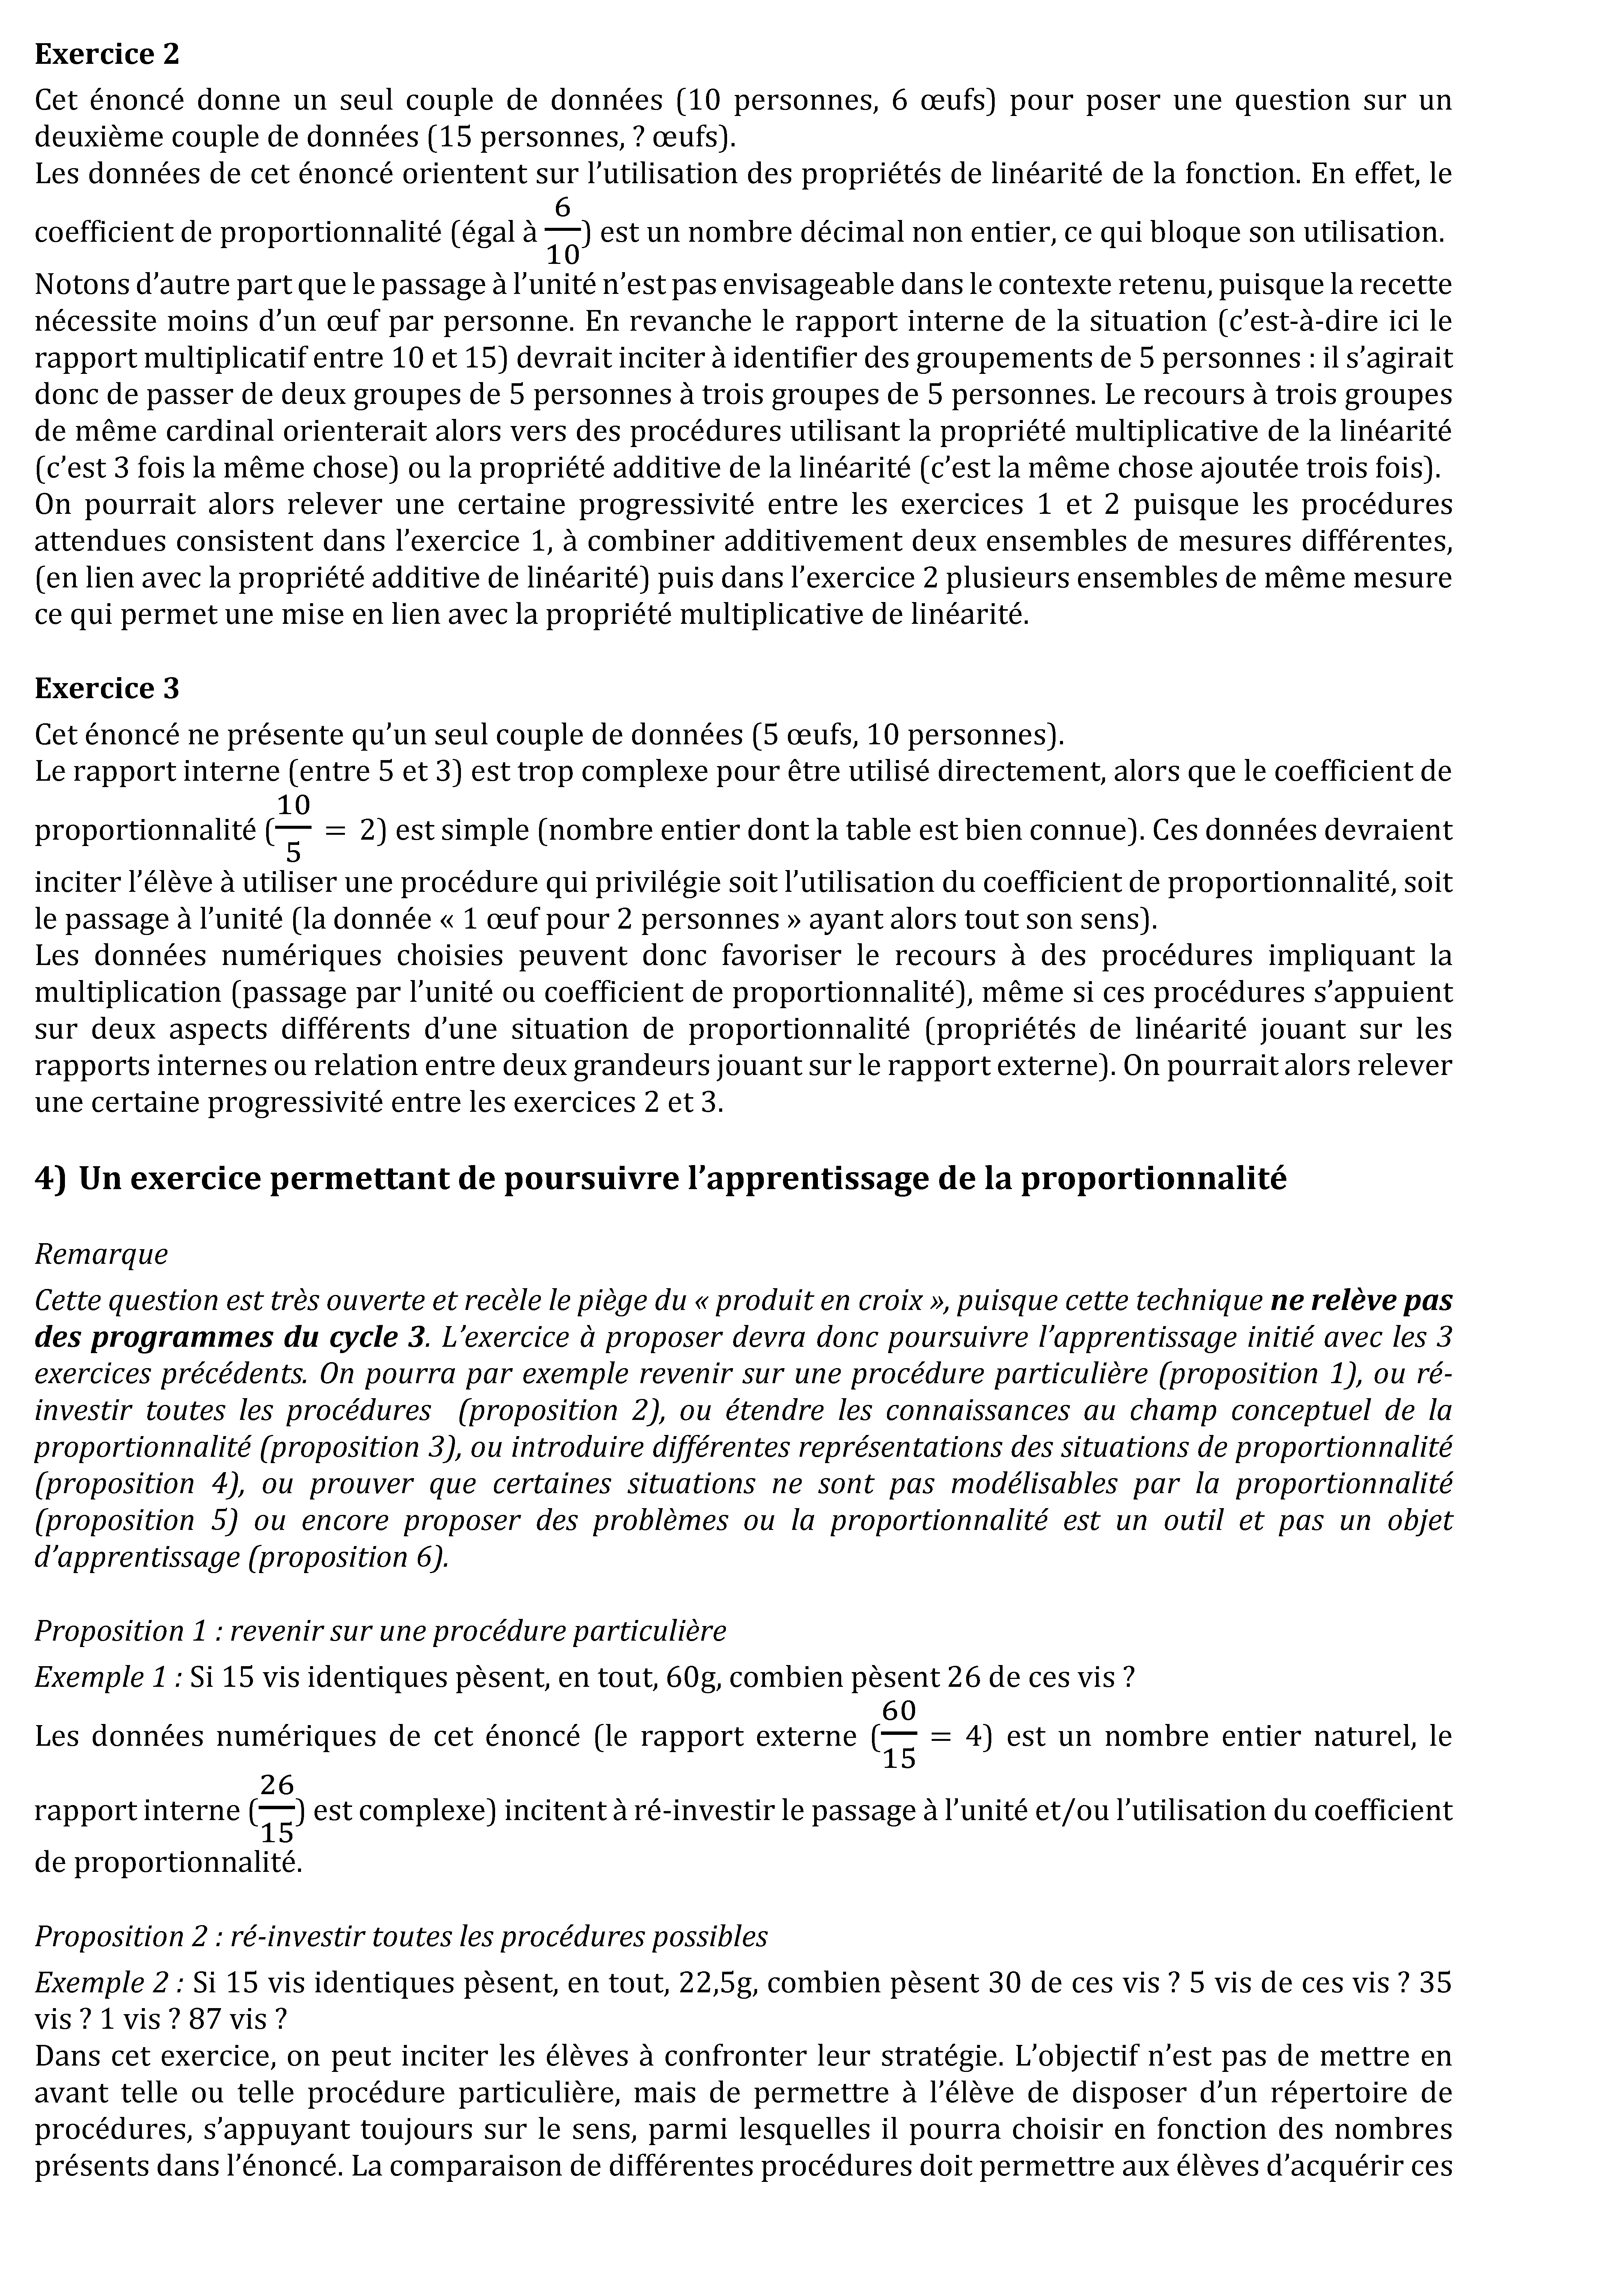 Exercice 2
Cet énoncé donne un seul couple de données (10 personnes, 6 œufs) pour poser une question sur un
deuxième couple de données (15 personnes, ? œufs).
Les données de cet énoncé orientent sur l'utilisation des propriétés de linéarité de la fonction. En effet, le
coefficient de proportionnalité (égal à 6/10) est un nombre décimal non entier, ce qui bloque son utilisation.
Notons d'autre part que le passage à l'unité n'est pas envisageable dans le contexte retenu, puisque la recette
nécessite moins d'un œuf par personne. En revanche le rapport interne de la situation (c'est-à-dire ici le
rapport multiplicatif entre 10 et 15) devrait inciter à identifier des groupements de 5 personnes : il s'agirait
donc de passer de deux groupes de 5 personnes à trois groupes de 5 personnes. Le recours à trois groupes
de même cardinal orienterait alors vers des procédures utilisant la propriété multiplicative de la linéarité
(c'est 3 fois la même chose) ou la propriété additive de la linéarité (c'est la même chose ajoutée trois fois).
On pourrait alors relever une certaine progressivité entre les exercices 1 et 2 puisque les procédures
attendues consistent dans l'exercice 1, à combiner additivement deux ensembles de mesures différentes,
(en lien avec la propriété additive de linéarité) puis dans l'exercice 2 plusieurs ensembles de même mesure
ce qui permet une mise en lien avec la propriété multiplicative de linéarité.
Exercice 3
Cet énoncé ne présente qu'un seul couple de données (5 œufs, 10 personnes).
Le rapport interne (entre 5 et 3) est trop complexe pour être utilisé directement, alors que le coefficient de
proportionnalité (10/5 = 2) est simple (nombre entier dont la table est bien connue). Ces données devraient
inciter l'élève à utiliser une procédure qui privilégie soit l'utilisation du coefficient de proportionnalité, soit
le passage à l'unité (la donnée « 1 œuf pour 2 personnes » ayant alors tout son sens).
Les données numériques choisies peuvent donc favoriser le recours à des procédures impliquant la
multiplication (passage par l'unité ou coefficient de proportionnalité), même si ces procédures s'appuient
sur deux aspects différents d'une situation de proportionnalité (propriétés de linéarité jouant sur les
rapports internes ou relation entre deux grandeurs jouant sur le rapport externe). On pourrait alors relever
une certaine progressivité entre les exercices 2 et 3.
4) Un exercice permettant de poursuivre l'apprentissage de la proportionnalité
Remarque
Cette question est très ouverte et recèle le piège du « produit en croix », puisque cette technique ne relève pas
des programmes du cycle 3. L'exercice à proposer devra donc poursuivre l'apprentissage initié avec les 3
exercices précédents. On pourra par exemple revenir sur une procédure particulière (proposition 1), ou ré-
investir toutes les procédures (proposition 2), ou étendre les connaissances au champ conceptuel de la
proportionnalité (proposition 3), ou introduire différentes représentations des situations de proportionnalité
(proposition 4), ou prouver que certaines situations ne sont pas modélisables par la proportionnalité
(proposition 5) ou encore proposer des problèmes ou la proportionnalité est un outil et pas un objet
d'apprentissage (proposition 6).
Proposition 1 : revenir sur une procédure particulière
Exemple 1 : Si 15 vis identiques pèsent, en tout, 60g, combien pèsent 26 de ces vis ?
Les données numériques de cet énoncé (le rapport externe (60/15 = 4) est un nombre entier naturel, le
rapport interne (26/15) est complexe) incitent à ré-investir le passage à l'unité et/ou l'utilisation du coefficient
de proportionnalité.
Proposition 2 : ré-investir toutes les procédures possibles
Exemple 2 : Si 15 vis identiques pèsent, en tout, 22,5g, combien pèsent 30 de ces vis ? 5 vis de ces vis ? 35
vis ? 1 vis ? 87 vis ?
Dans cet exercice, on peut inciter les élèves à confronter leur stratégie. L'objectif n'est pas de mettre en
avant telle ou telle procédure particulière, mais de permettre à l'élève de disposer d'un répertoire de
procédures, s'appuyant toujours sur le sens, parmi lesquelles il pourra choisir en fonction des nombres
présents dans l'énoncé. La comparaison de différentes procédures doit permettre aux élèves d'acquérir ces